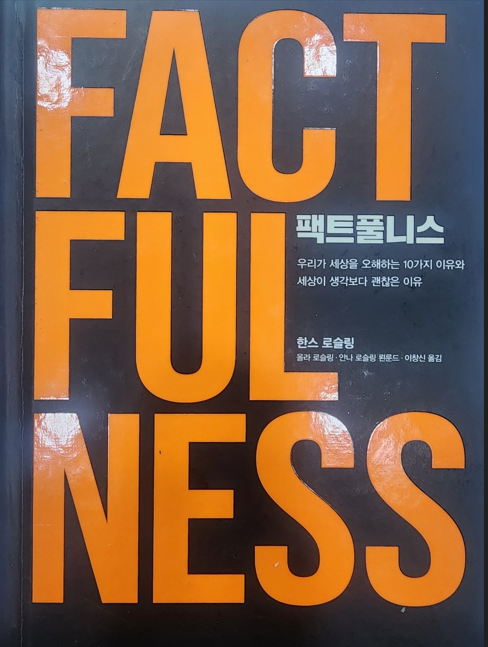 FACT
FUL
팩트풀니스
우리가 세상을 오해하는 10가지 이유와
세상이 생각보다 괜찮은 이유
한스 로슬링
올라 로슬링 · 안나 로슬링 뢴룬드 · 이창신 옮김
NESS